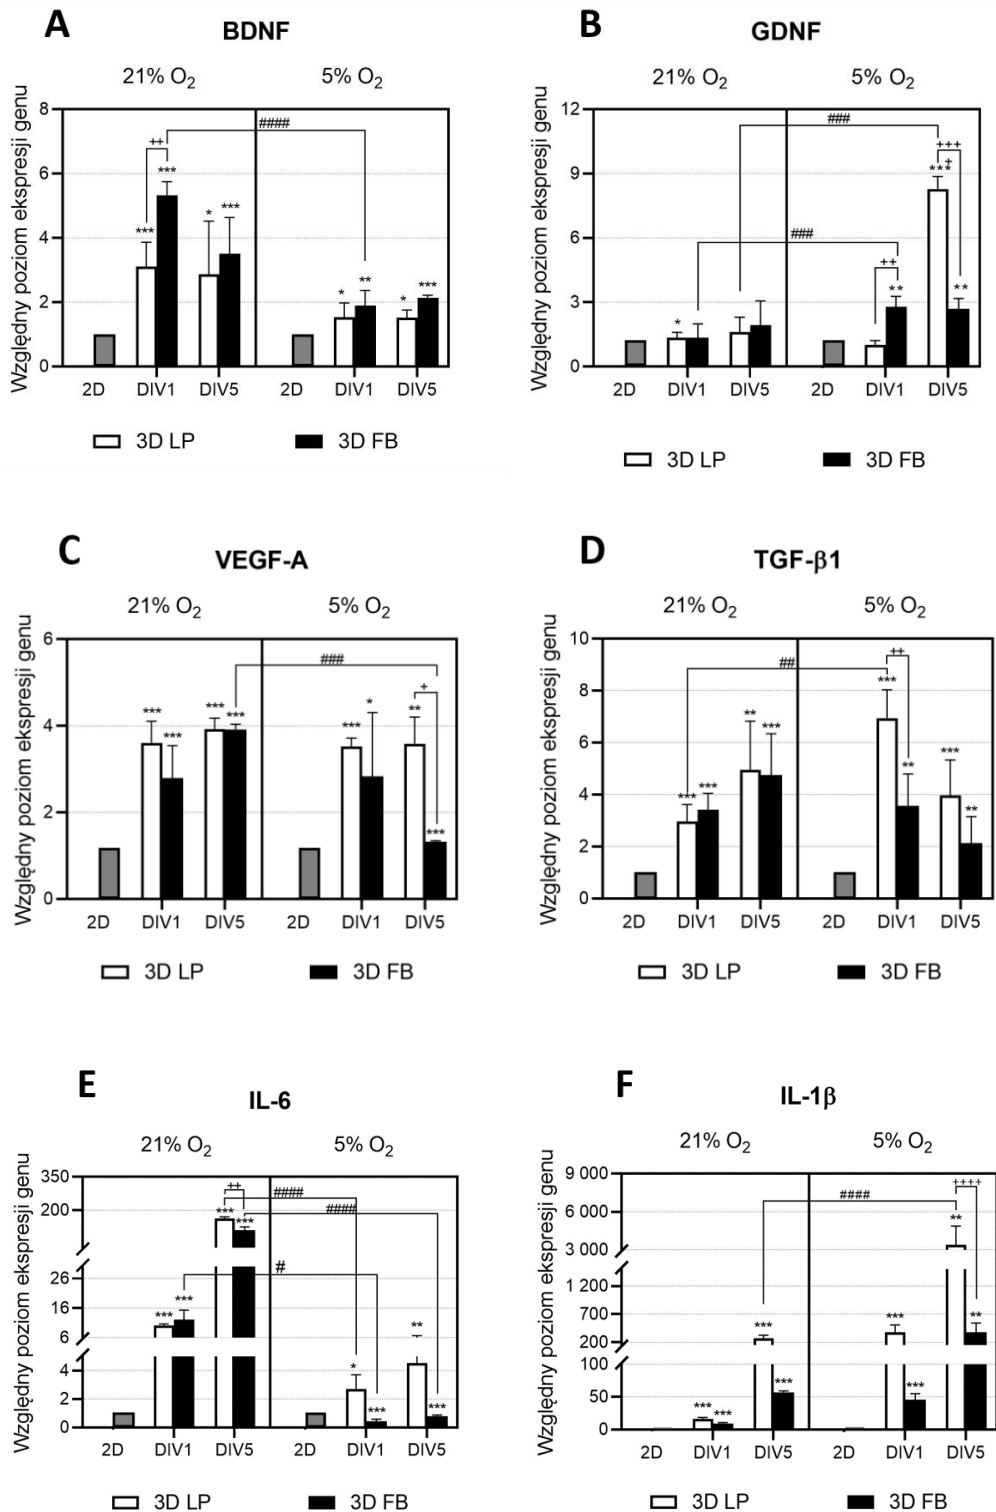 A
BDNF
21% O2
5% O2
Względny poziom ekspresji genu
8
6
4
2
0
++
***
***
*
***
####
*
**
*
***
2D
DIV1
DIV5
2D
DIV1
DIV5
3D LP
3D FB
B
GDNF
21% O2
5% O2
Względny poziom ekspresji genu
12
9
6
3
0
###
+++
+
***
###
++
*
**
**
2D
DIV1
DIV5
2D
DIV1
DIV5
3D LP
3D FB
C
VEGF-A
21% O2
5% O2
Względny poziom ekspresji genu
6
4
2
0
###
+
***
***
***
***
***
*
**
***
2D
DIV1
DIV5
2D
DIV1
DIV5
3D LP
3D FB
D
TGF-β1
21% O2
5% O2
Względny poziom ekspresji genu
10
8
6
4
2
0
##
++
***
***
**
***
***
**
***
**
2D
DIV1
DIV5
2D
DIV1
DIV5
3D LP
3D FB
E
IL-6
21% O2
5% O2
Względny poziom ekspresji genu
350
200
26
16
6
4
2
0
++
####
####
#
***
***
***
***
*
***
**
***
2D
DIV1
DIV5
2D
DIV1
DIV5
3D LP
3D FB
F
IL-1β
21% O2
5% O2
Względny poziom ekspresji genu
9 000
6 000
3 000
1 200
700
200
100
50
0
####
++++
***
***
***
***
***
***
**
**
2D
DIV1
DIV5
2D
DIV1
DIV5
3D LP
3D FB